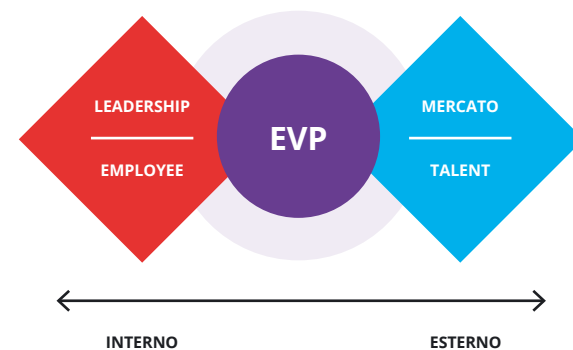 LEADERSHIP
EMPLOYEE
EVP
MERCATO
TALENT
INTERNO
ESTERNO